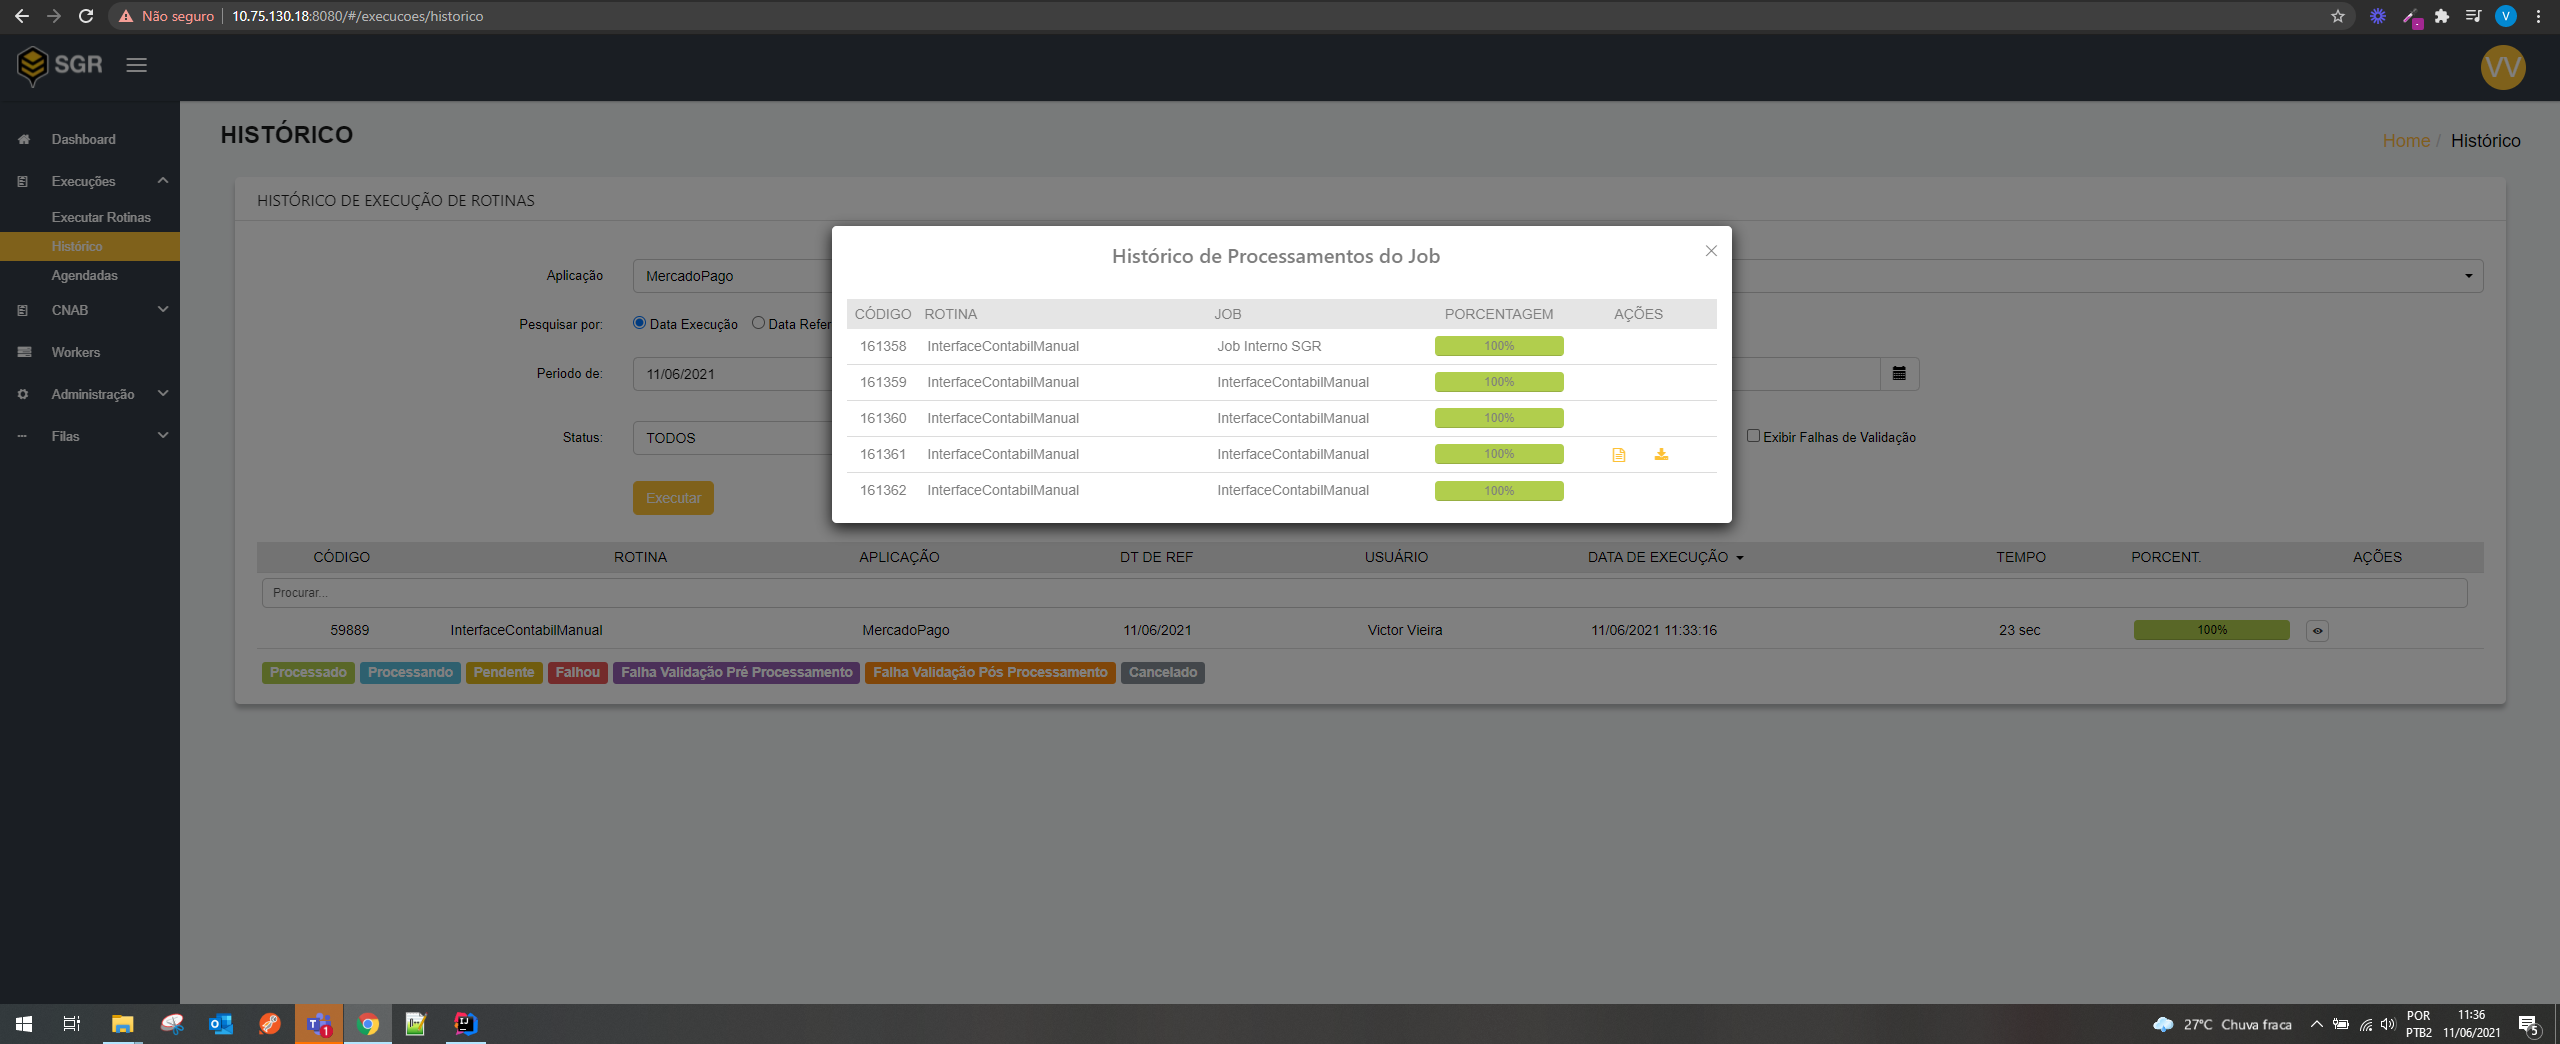 Não seguro | 10.75.130.18:8080/#/execucoes/historico
V
SGR
VV
Dashboard
Execuções
Executar Rotinas
Histórico
Agendadas
CNAB
Workers
Administração
Filas
HISTÓRICO
Home / Histórico
HISTÓRICO DE EXECUÇÃO DE ROTINAS
Aplicação MercadoPago
Pesquisar por: Data Execução Data Refer
Periodo de: 11/06/2021
Status: TODOS
Exibir Falhas de Validação
Executar
Histórico de Processamentos do Job
CÓDIGO ROTINA JOB PORCENTAGEM AÇÕES
161358 InterfaceContabilManual Job Interno SGR 100%
161359 InterfaceContabilManual InterfaceContabilManual 100%
161360 InterfaceContabilManual InterfaceContabilManual 100%
161361 InterfaceContabilManual InterfaceContabilManual 100%
161362 InterfaceContabilManual InterfaceContabilManual 100%
CÓDIGO ROTINA APLICAÇÃO DT DE REF USUÁRIO DATA DE EXECUÇÃO TEMPO PORCENT. AÇÕES
Procurar...
59889 InterfaceContabilManual MercadoPago 11/06/2021 Victor Vieira 11/06/2021 11:33:16 23 sec 100%
Processado Processando Pendente Falhou Falha Validação Pré Processamento Falha Validação Pós Processamento Cancelado
27°C Chuva fraca
POR
PTB2
11:36
11/06/2021
5
1